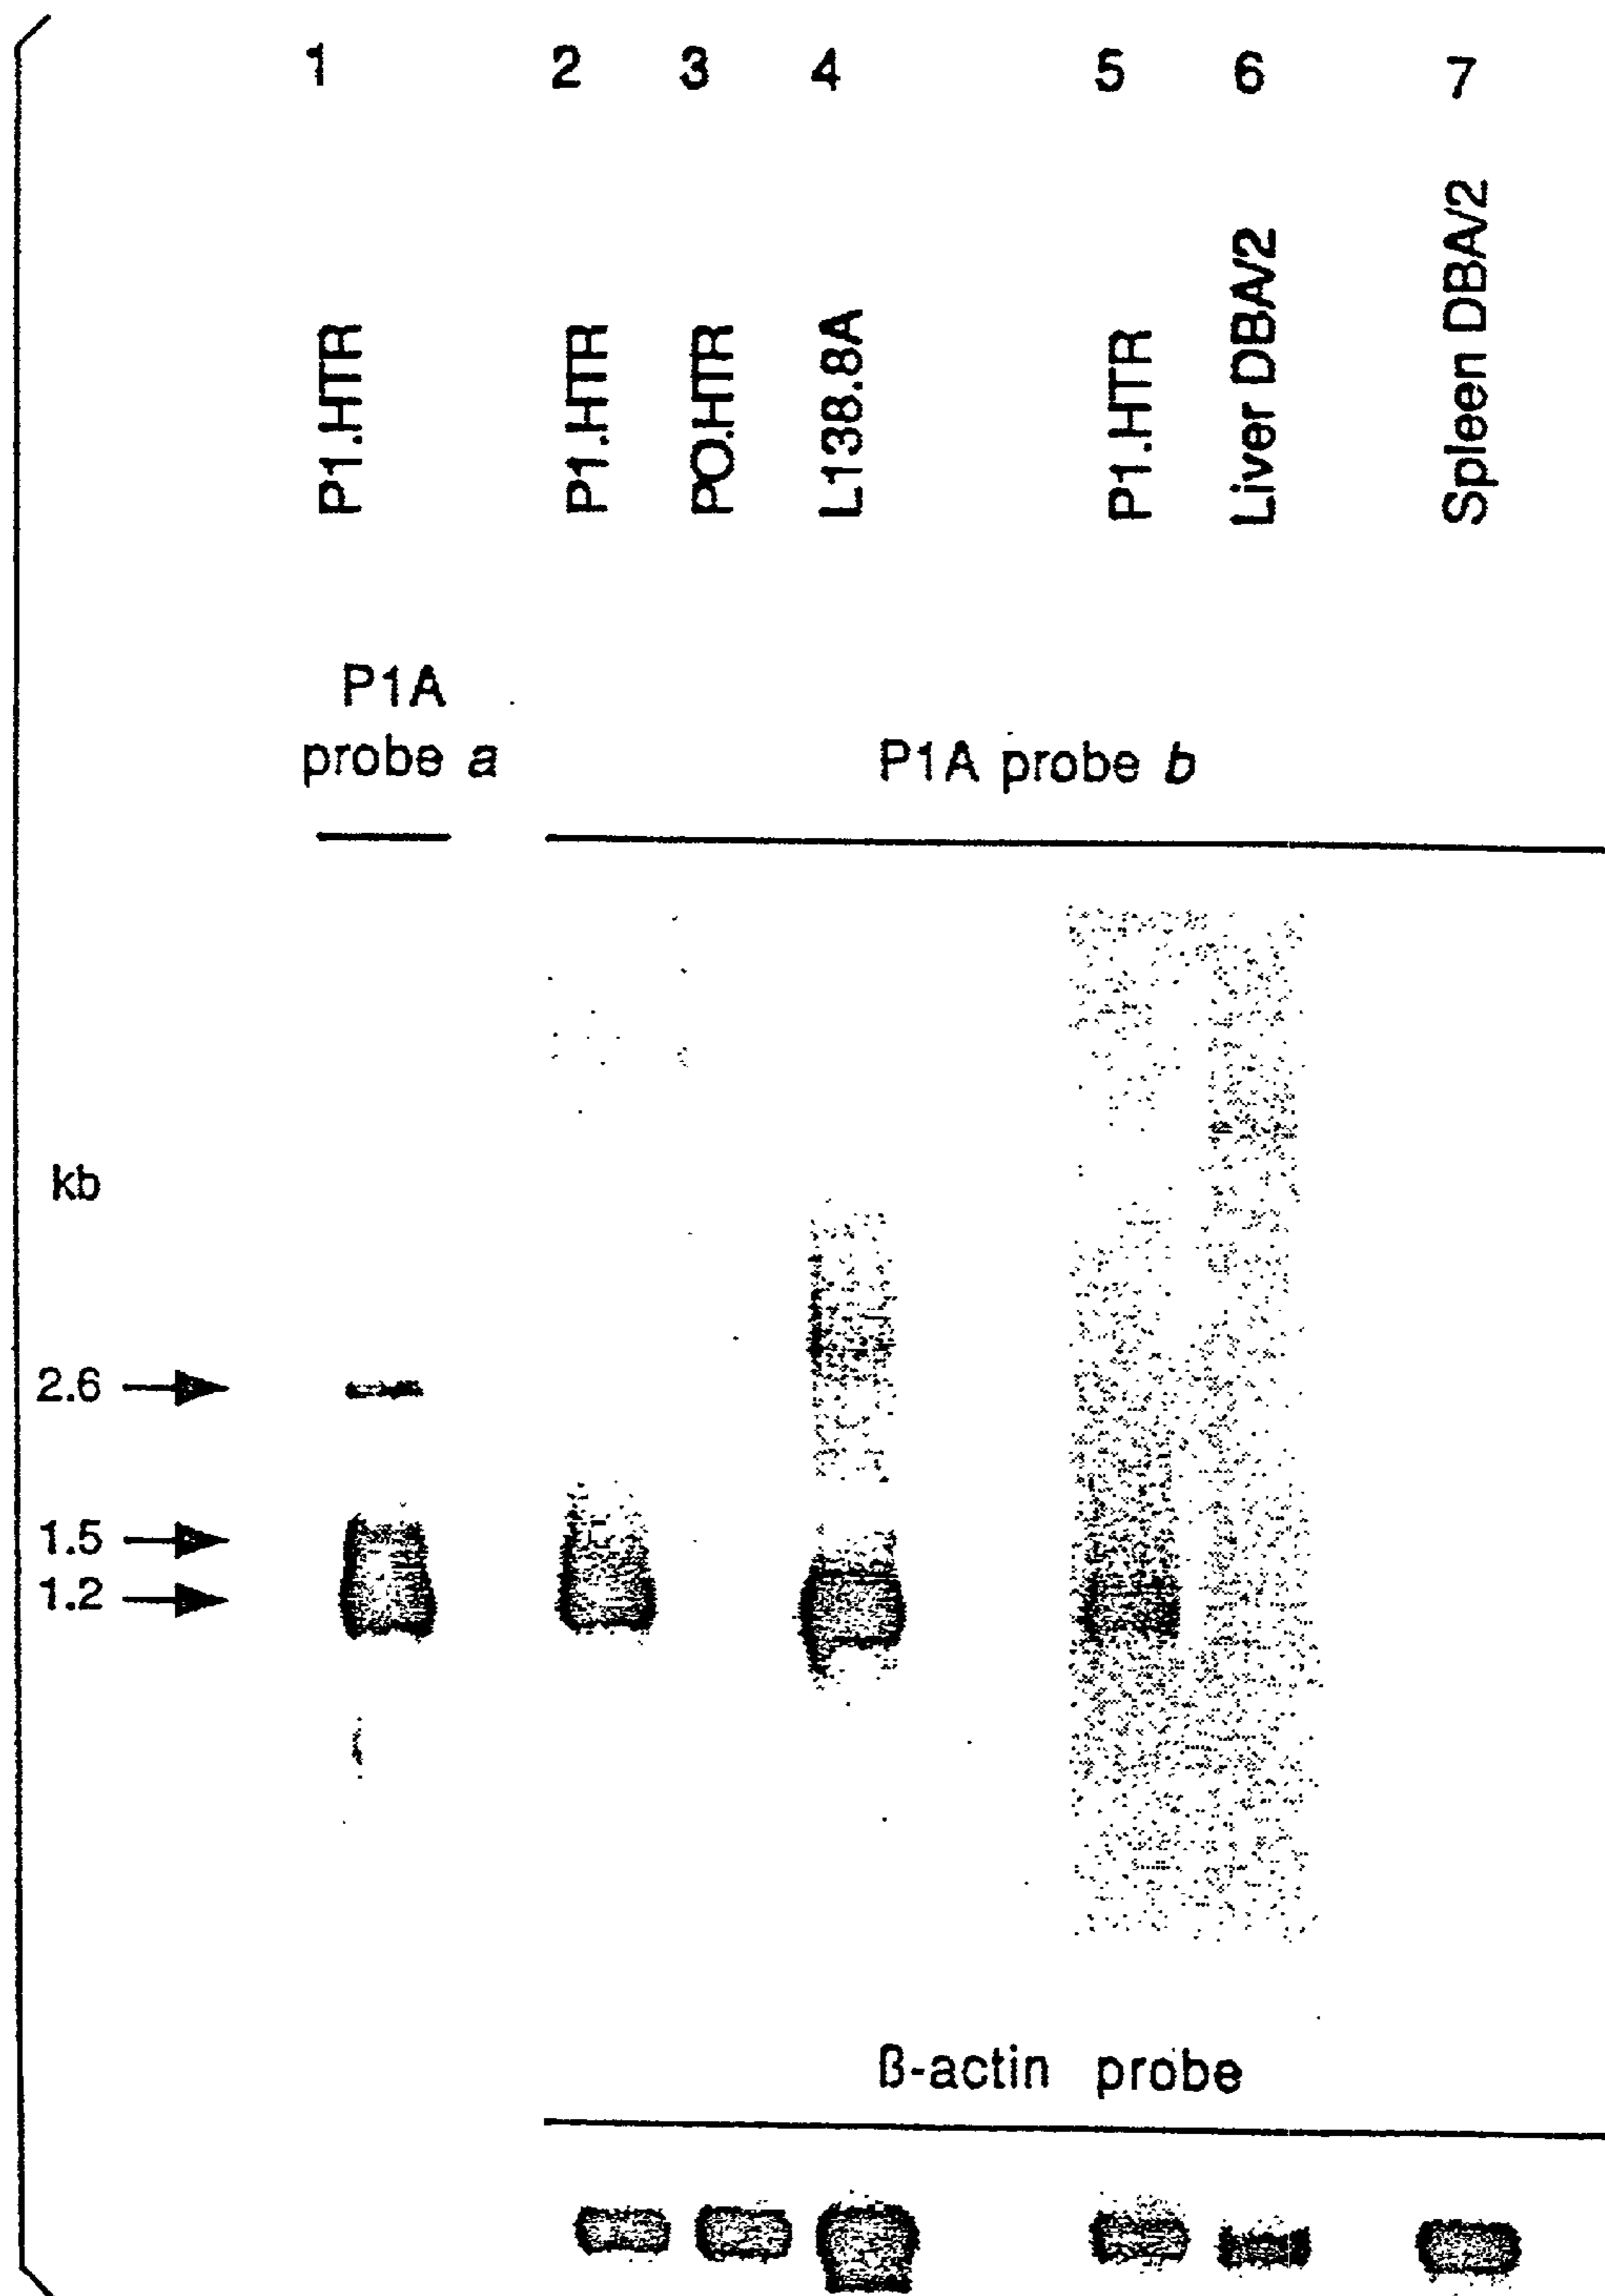 1 2 3 4 5 6 7
P1.HTR
P1.HTR
PO.HTR
L138.8A
P1.HTR
Liver DBA/2
Spleen DBA/2
P1A
probe a
P1A probe b
kb
2.6
1.5
1.2
ß-actin probe